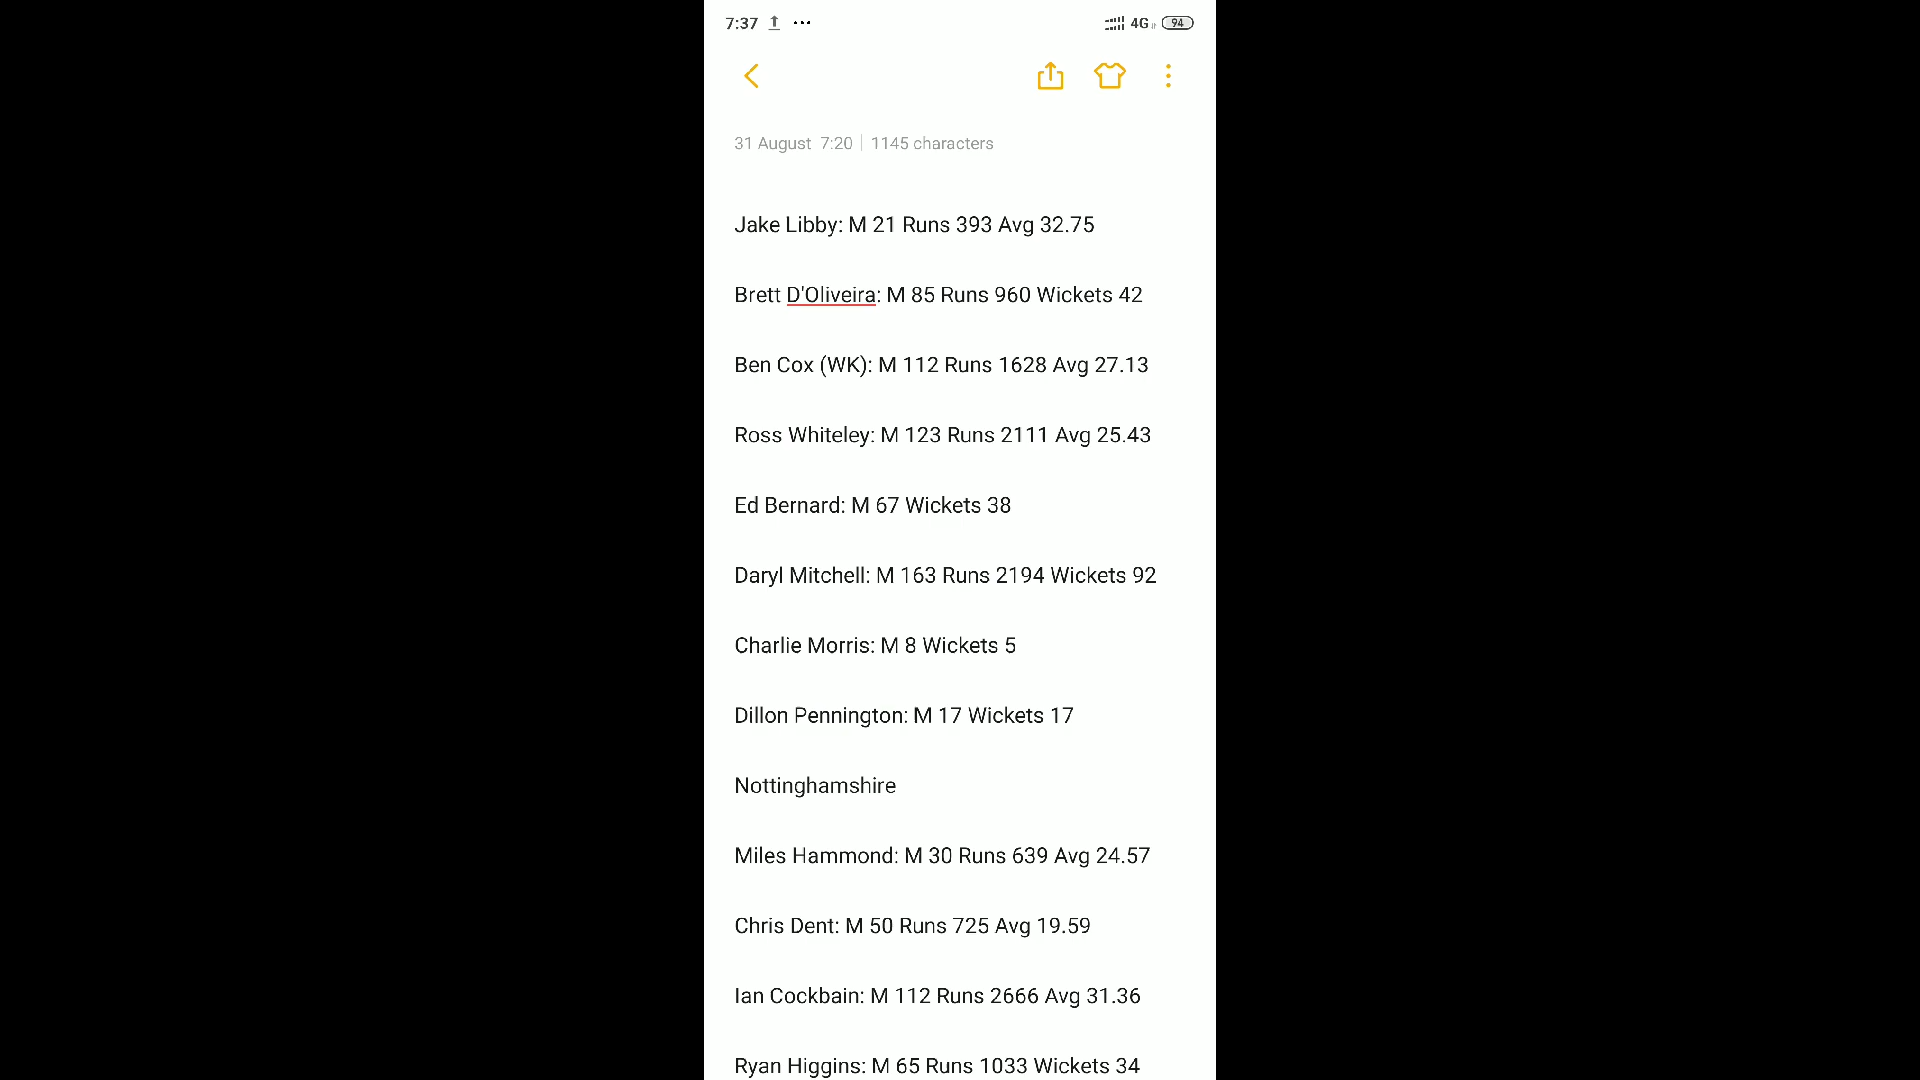 7:37 ... 4G 94
31 August 7:20 | 1145 characters
Jake Libby: M 21 Runs 393 Avg 32.75
Brett D'Oliveira: M 85 Runs 960 Wickets 42
Ben Cox (WK): M 112 Runs 1628 Avg 27.13
Ross Whiteley: M 123 Runs 2111 Avg 25.43
Ed Bernard: M 67 Wickets 38
Daryl Mitchell: M 163 Runs 2194 Wickets 92
Charlie Morris: M 8 Wickets 5
Dillon Pennington: M 17 Wickets 17
Nottinghamshire
Miles Hammond: M 30 Runs 639 Avg 24.57
Chris Dent: M 50 Runs 725 Avg 19.59
Ian Cockbain: M 112 Runs 2666 Avg 31.36
Ryan Higgins: M 65 Runs 1033 Wickets 34